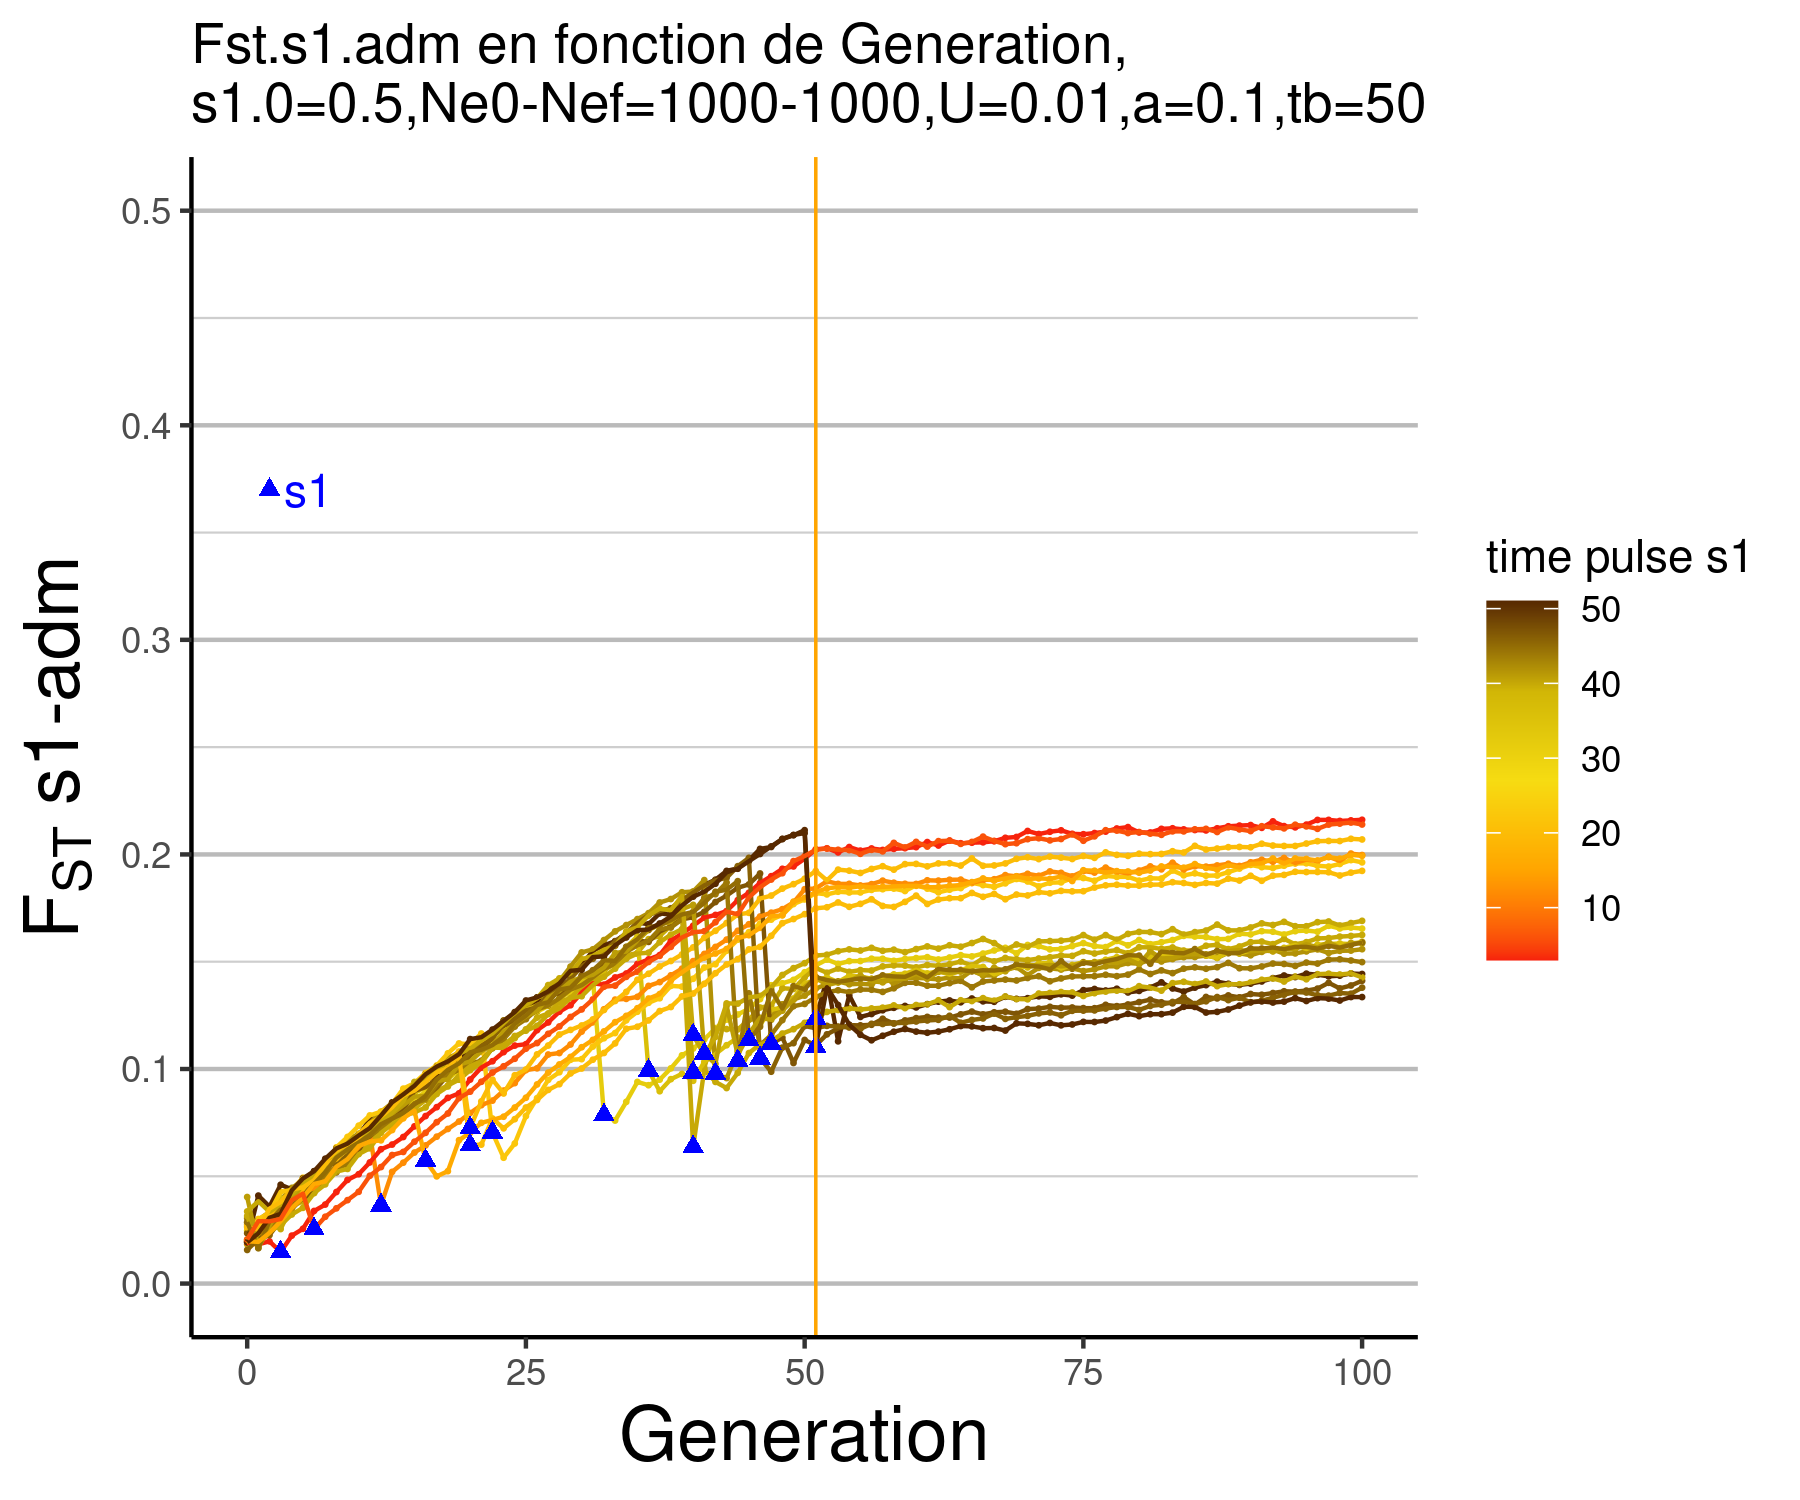 Fst.s1.adm en fonction de Generation,
s1.0=0.5,Ne0-Nef=1000-1000,U=0.01,a=0.1,tb=50
0.5
0.4
0.3
0.2
0.1
0.0
FST s1-adm
s1
0 25 50 75 100
Generation
time pulse s1
50
40
30
20
10